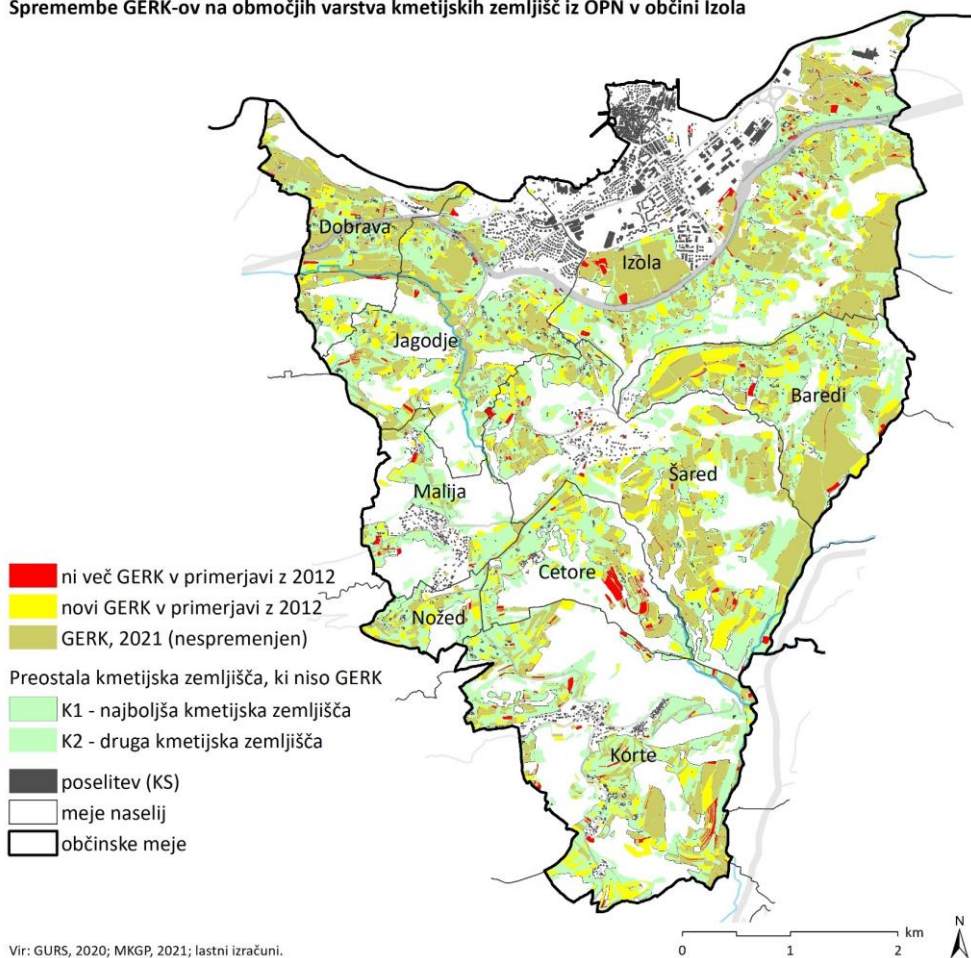 Spremembe GERK-ov na območjih varstva kmetijskih zemljišč iz OPN v občini Izola
Dobrava
Izola
Jagodje
Baredi
Šared
Malija
Cetore
Nožed
Korte
ni več GERK v primerjavi z 2012
novi GERK v primerjavi z 2012
GERK, 2021 (nespremenjen)
Preostala kmetijska zemljišča, ki niso GERK
K1 - najboljša kmetijska zemljišča
K2 - druga kmetijska zemljišča
poselitev (KS)
meje naselij
občinske meje
Vir: GURS, 2020; MKGP, 2021; lastni izračuni.
km
0 1 2
N